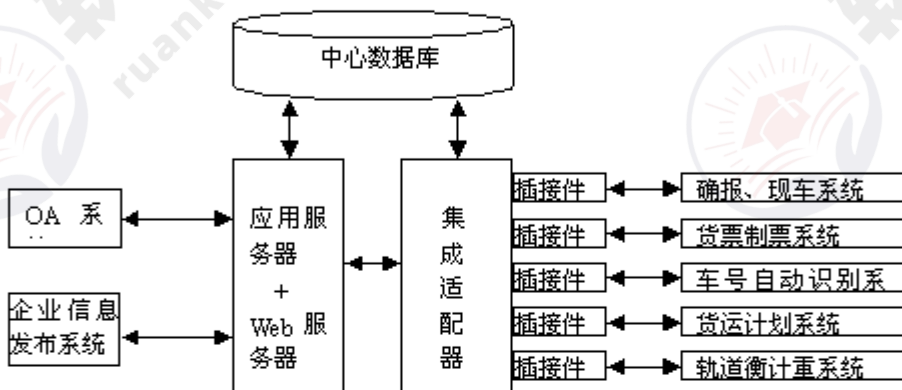 中心数据库
OA 系
企业信息
发布系统
应用服
务器
+
Web 服
务器
集
成
适
配
器
插接件 确报、现车系统
插接件 货票制票系统
插接件 车号自动识别系
插接件 货运计划系统
插接件 轨道衡计重系统